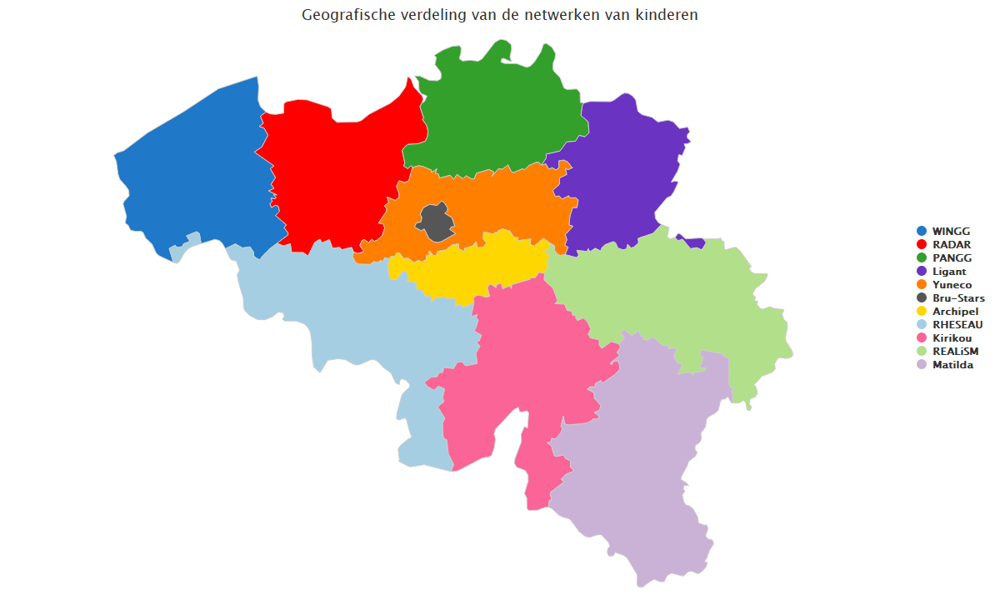 Geografische verdeling van de netwerken van kinderen
WINGG
RADAR
PANGG
Ligant
Yuneco
Bru-Stars
Archipel
RHESEAU
Kirikou
REALiSM
Matilda